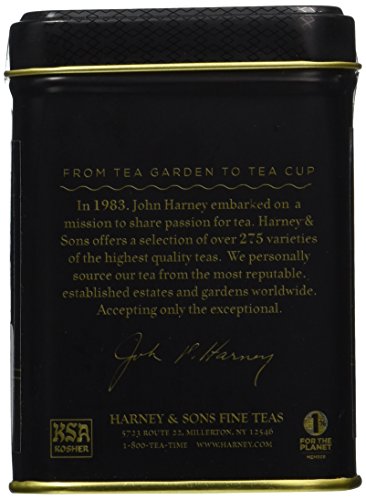 FROM TEA GARDEN TO TEA CUP
In 1983, John Harney embarked on a
mission to share passion for tea. Harney &
Sons offers a selection of over 275 varieties
of the highest quality teas. We personally
source our tea from the most reputable,
established estates and gardens worldwide.
Accepting only the exceptional.
John P. Harney
KSA
KOSHER
HARNEY & SONS FINE TEAS
5723 ROUTE 22, MILLERTON, NY 12546
1-800-TEA-TIME WWW.HARNEY.COM
1%
FOR THE
PLANET
MEMBER